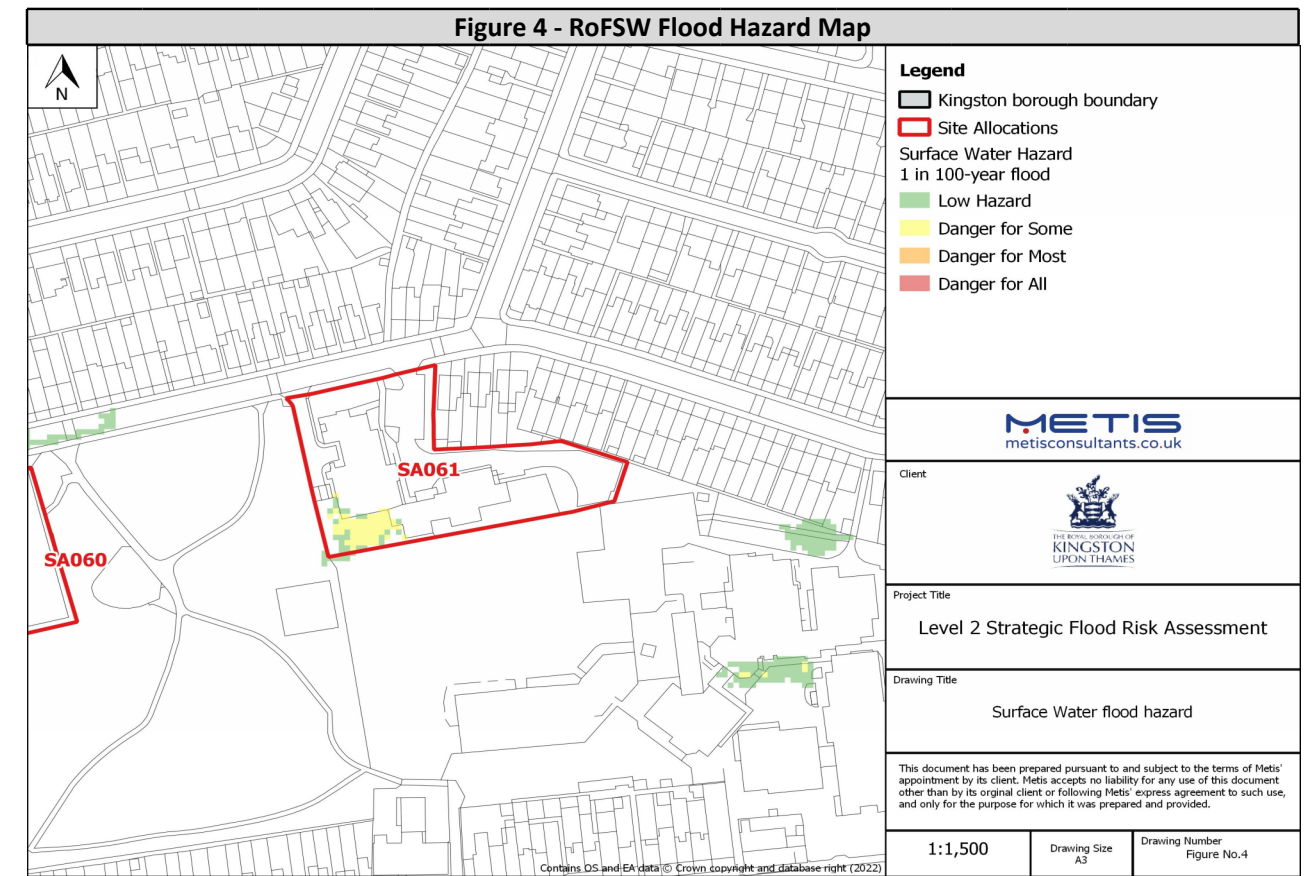 Figure 4 - RoFSW Flood Hazard Map
N
SA061
SA060
Contains OS and EA data © Crown copyright and database right (2022)
Legend
Kingston borough boundary
Site Allocations
Surface Water Hazard
1 in 100-year flood
Low Hazard
Danger for Some
Danger for Most
Danger for All
METIS
metisconsultants.co.uk
Client
THE ROYAL BOROUGH OF
KINGSTON
UPON THAMES
Project Title
Level 2 Strategic Flood Risk Assessment
Drawing Title
Surface Water flood hazard
This document has been prepared pursuant to and subject to the terms of Metis'
appointment by its client. Metis accepts no liability for any use of this document
other than by its orginal client or following Metis' express agreement to such use,
and only for the purpose for which it was prepared and provided.
1:1,500
Drawing Size
A3
Drawing Number
Figure No.4